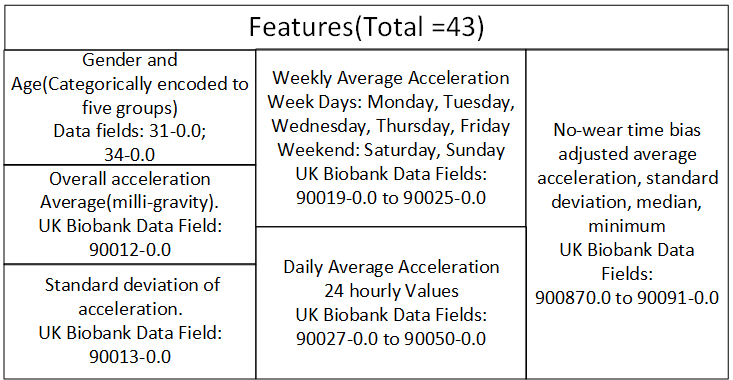 Features(Total =43)
Gender and
Age(Categorically encoded to
five groups)
Data fields: 31-0.0;
34-0.0
Overall acceleration
Average(milli-gravity).
UK Biobank Data Field:
90012-0.0
Standard deviation of
acceleration.
UK Biobank Data Field:
90013-0.0
Weekly Average Acceleration
Week Days: Monday, Tuesday,
Wednesday, Thursday, Friday
Weekend: Saturday, Sunday
UK Biobank Data Fields:
90019-0.0 to 90025-0.0
Daily Average Acceleration
24 hourly Values
UK Biobank Data Fields:
90027-0.0 to 90050-0.0
No-wear time bias
adjusted average
acceleration, standard
deviation, median,
minimum
UK Biobank Data
Fields:
900870.0 to 90091-0.0